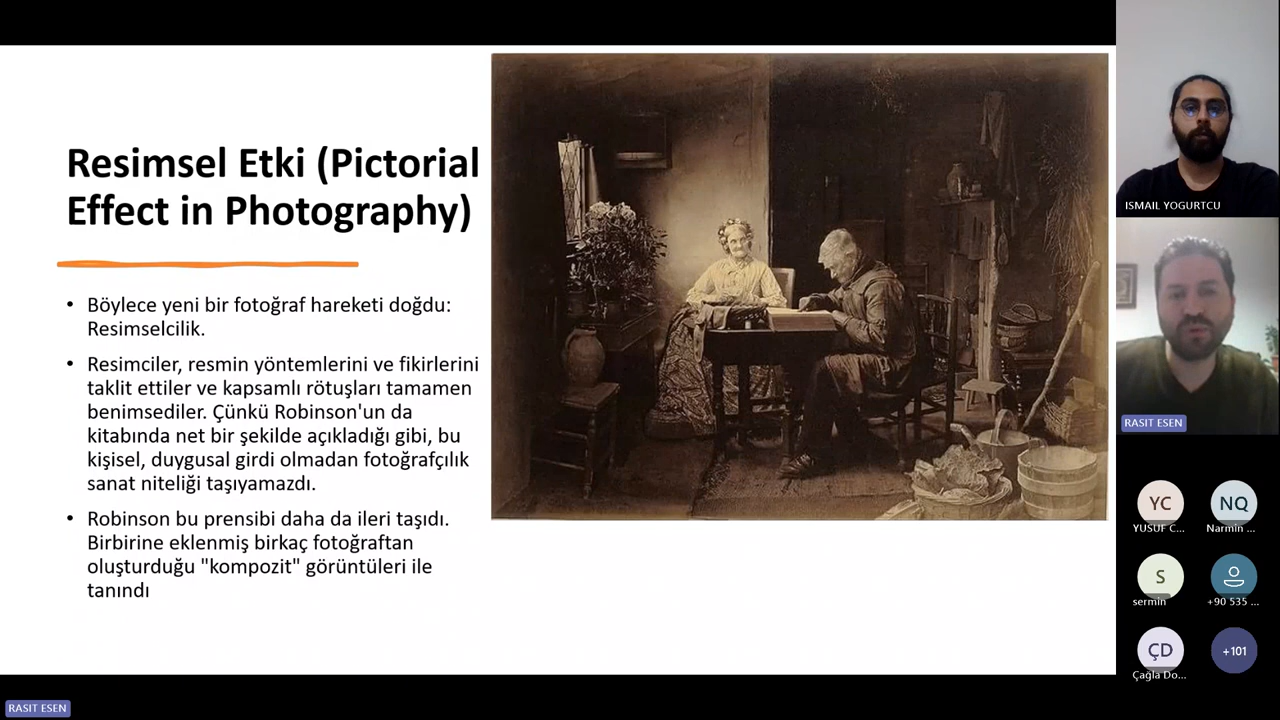 Resimsel Etki (Pictorial
Effect in Photography)
• Böylece yeni bir fotoğraf hareketi doğdu:
Resimselcilik.
• Resimciler, resmin yöntemlerini ve fikirlerini
taklit ettiler ve kapsamlı rötuşları tamamen
benimsediler. Çünkü Robinson'un da
kitabında net bir şekilde açıkladığı gibi, bu
kişisel, duygusal girdi olmadan fotoğrafçılık
sanat niteliği taşıyamazdı.
• Robinson bu prensibi daha da ileri taşıdı.
Birbirine eklenmiş birkaç fotoğraftan
oluşturduğu "kompozit" görüntüleri ile
tanındı
ISMAIL YOGURTCU
RASIT ESEN
YC
NQ
YUSUF C...
Narmin ...
S
sermin
+90 535 ...
ÇD
+101
Çağla Do...
RASIT ESEN